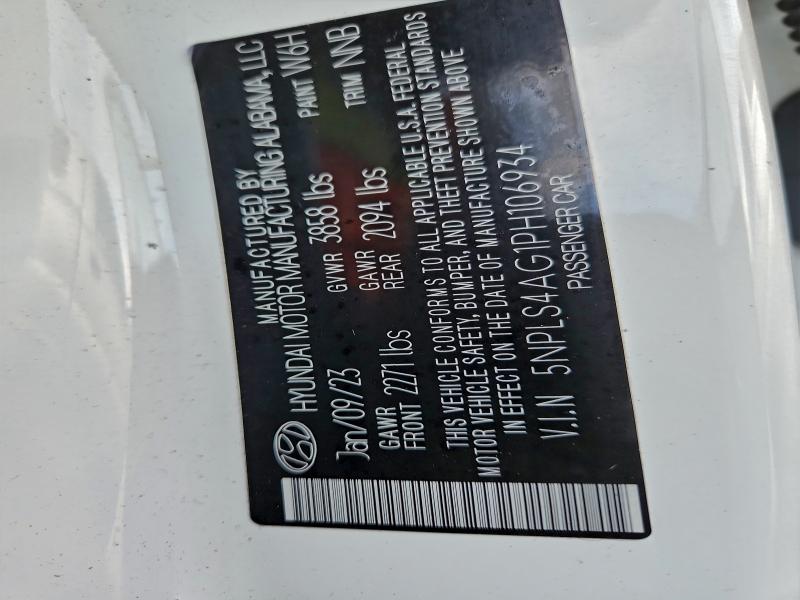 MANUFACTURED BY
HYUNDAI MOTOR MANUFACTURING ALABAMA, LLC
Jan/09/23 GVWR 3858 lbs PAINT W6H
GAWR FRONT 2271 lbs GAWR REAR 2094 lbs TRIM NNB
THIS VEHICLE CONFORMS TO ALL APPLICABLE U.S.A. FEDERAL
MOTOR VEHICLE SAFETY, BUMPER, AND THEFT PREVENTION STANDARDS
IN EFFECT ON THE DATE OF MANUFACTURE SHOWN ABOVE
V.I.N 5NPLS4AG1PH106934
PASSENGER CAR